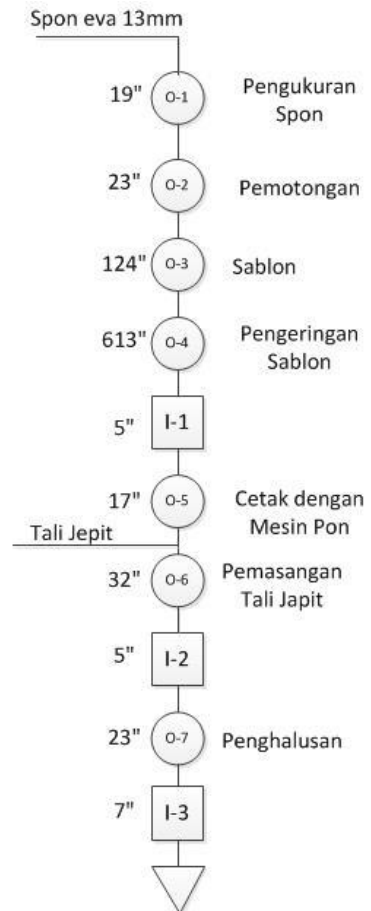 Spon eva 13mm
19" O-1 Pengukuran
Spon
23" O-2 Pemotongan
124" O-3 Sablon
613" O-4 Pengeringan
Sablon
5" I-1
17" O-5 Cetak dengan
Mesin Pon
Tali Jepit
32" O-6 Pemasangan
Tali Japit
5" I-2
23" O-7 Penghalusan
7" I-3